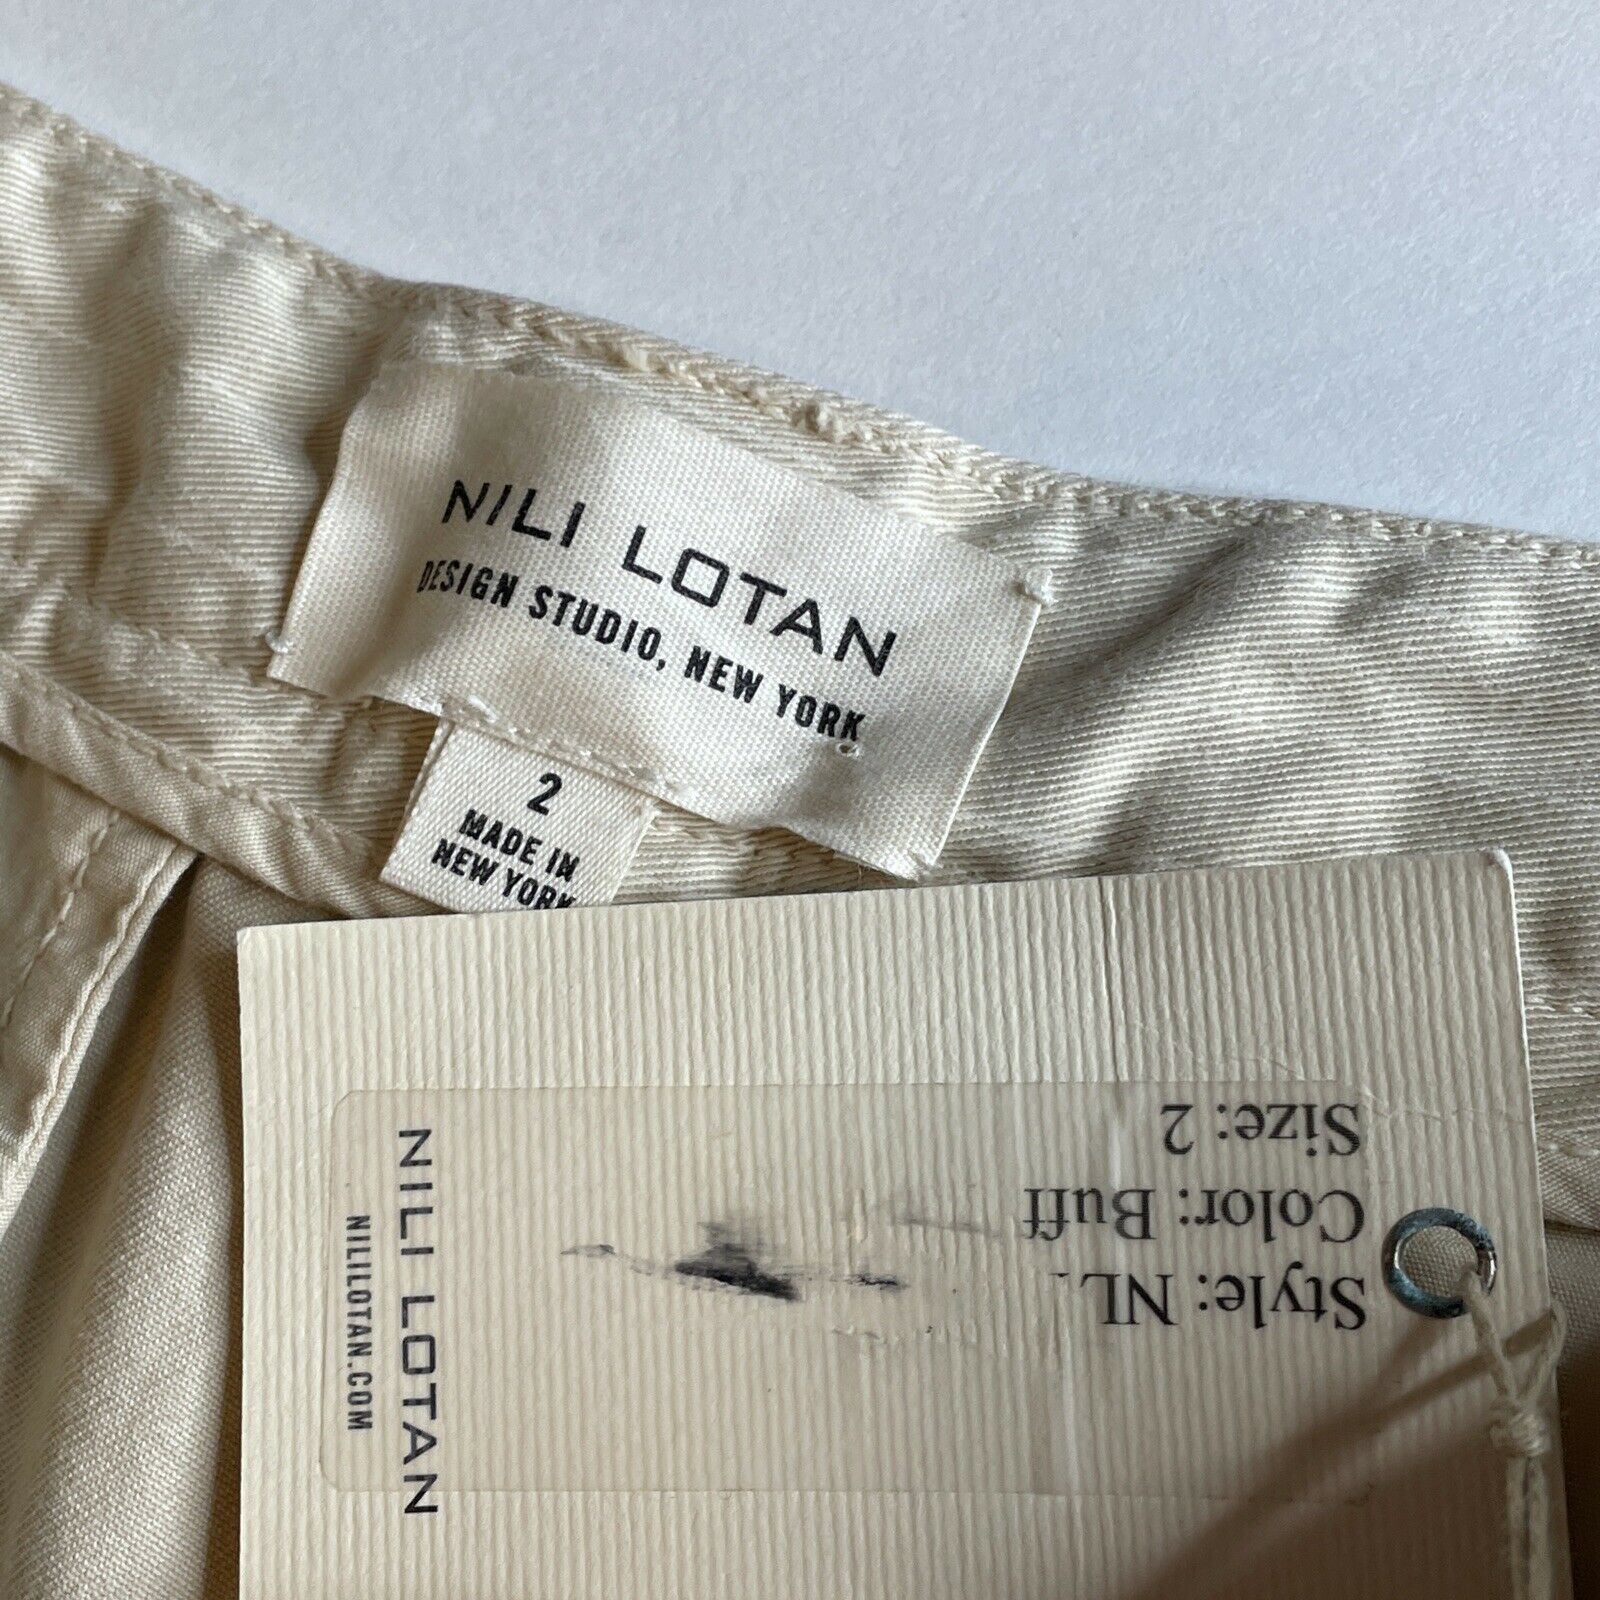 NILI LOTAN
DESIGN STUDIO, NEW YORK
2
MADE IN
NEW YORK
NILI LOTAN
NILILOTAN.COM
Style: NL
Color: Buff
Size: 2